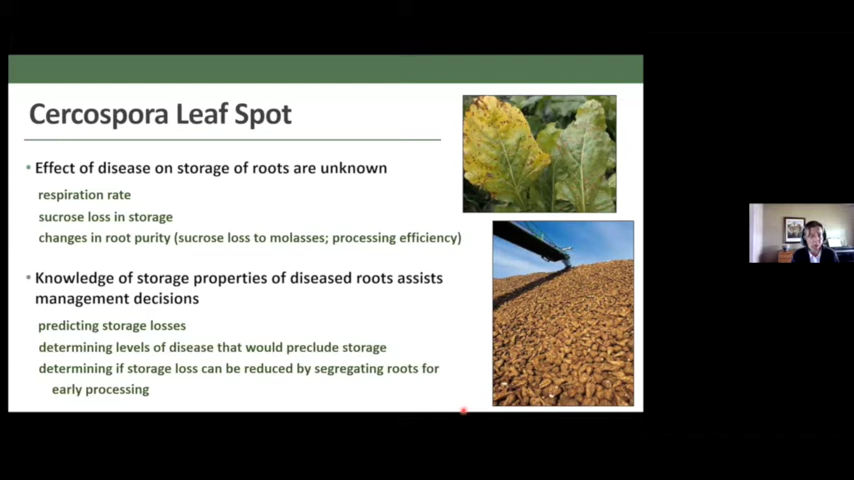 Cercospora Leaf Spot
• Effect of disease on storage of roots are unknown
respiration rate
sucrose loss in storage
changes in root purity (sucrose loss to molasses; processing efficiency)
• Knowledge of storage properties of diseased roots assists
management decisions
predicting storage losses
determining levels of disease that would preclude storage
determining if storage loss can be reduced by segregating roots for
early processing